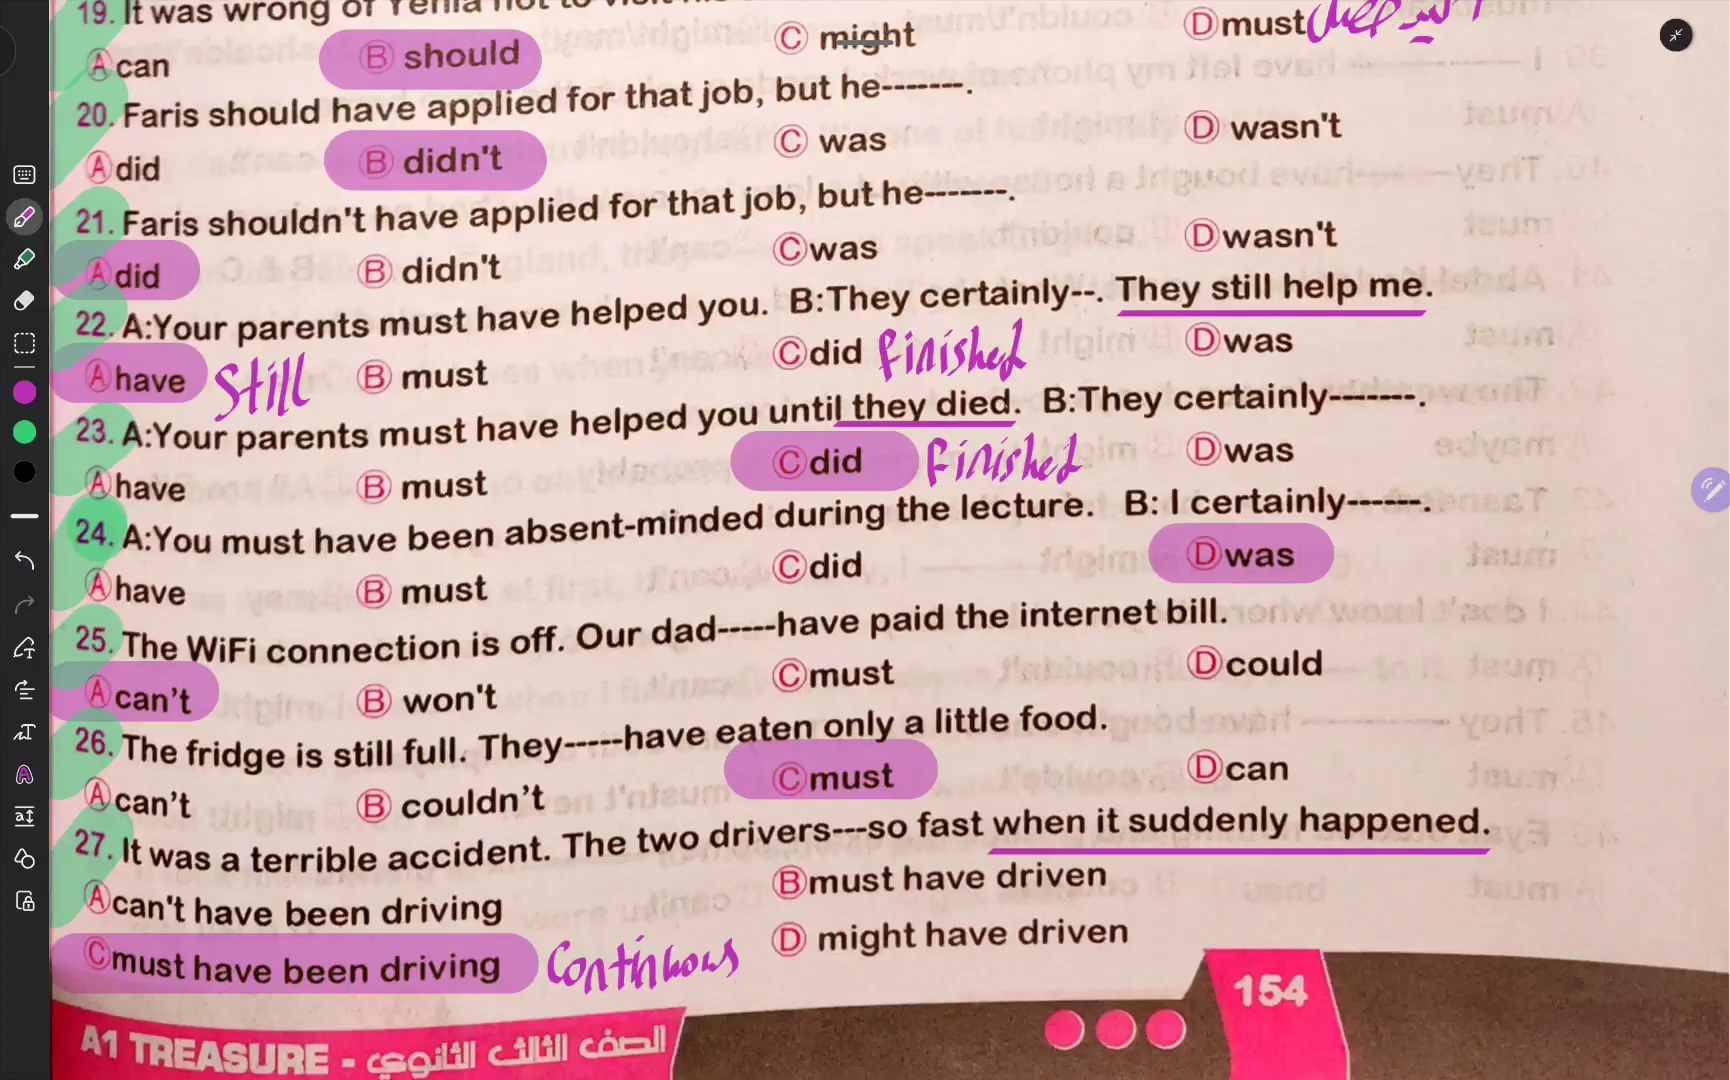 19. It was wrong of Yehia not to visit
A can B should C might D must
20. Faris should have applied for that job, but he-------.
A did B didn't C was D wasn't
21. Faris shouldn't have applied for that job, but he-------.
A did B didn't C was D wasn't
22. A:Your parents must have helped you. B:They certainly--. They still help me.
A have Still B must C did Finished D was
23. A:Your parents must have helped you until they died. B:They certainly-------.
A have B must C did Finished D was
24. A:You must have been absent-minded during the lecture. B: I certainly------.
A have B must C did D was
25. The WiFi connection is off. Our dad-----have paid the internet bill.
A can't B won't C must D could
26. The fridge is still full. They-----have eaten only a little food.
A can't B couldn't C must D can
27. It was a terrible accident. The two drivers---so fast when it suddenly happened.
A can't have been driving B must have driven
C must have been driving Continuous D might have driven
154
A1 TREASURE - الصف الثالث الثانوي